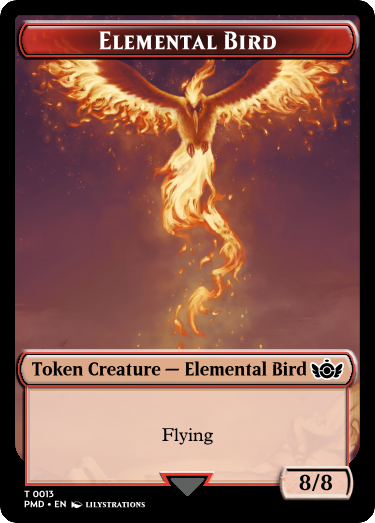 Elemental Bird
Token Creature — Elemental Bird
Flying
8/8
T 0013
PMD • EN LILYSTRATIONS